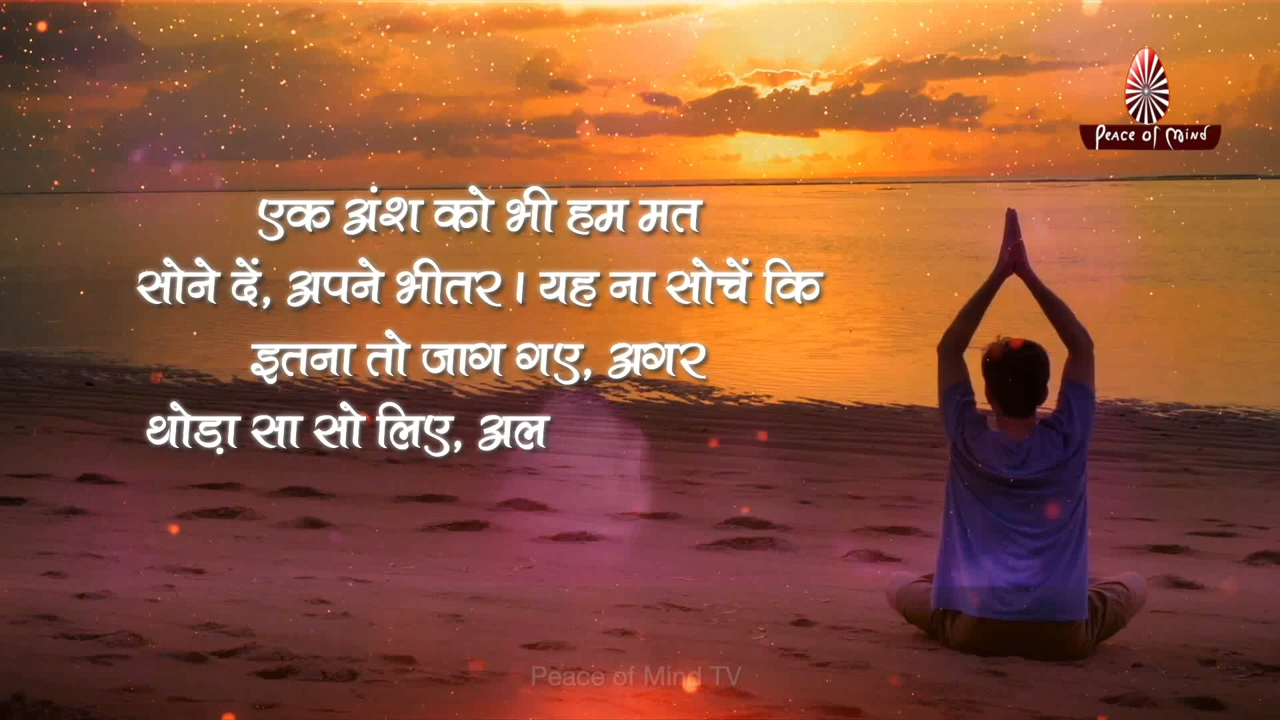 Peace of Mind
एक अंश को भी हम मत
सोने दें, अपने भीतर। यह ना सोचें कि
इतना तो जाग गए, अगर
थोड़ा सा सो लिए, अल
Peace of Mind TV